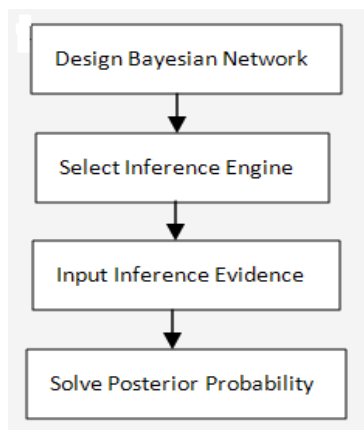 Design Bayesian Network
Select Inference Engine
Input Inference Evidence
Solve Posterior Probability